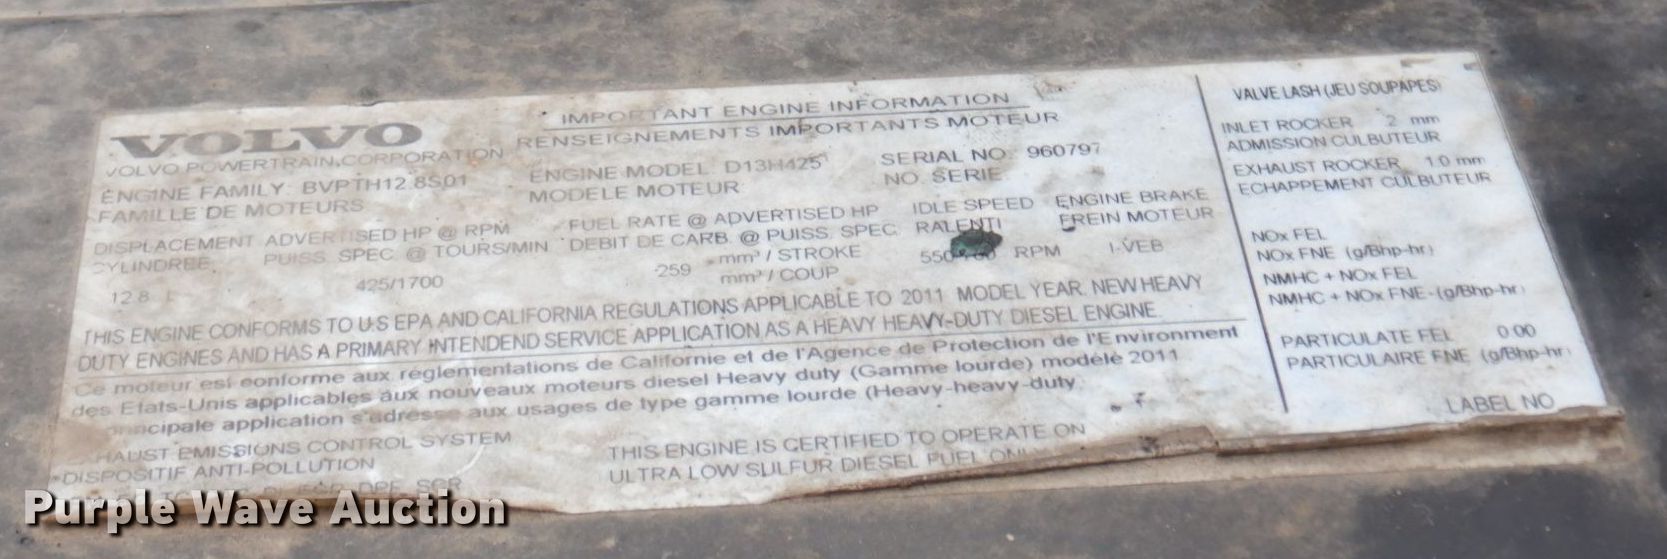 VOLVO
VOLVO POWERTRAIN CORPORATION
IMPORTANT ENGINE INFORMATION
RENSEIGNEMENTS IMPORTANTS MOTEUR
ENGINE FAMILY: BVPTH12.8S01
FAMILLE DE MOTEURS
ENGINE MODEL: D13H425
MODELE MOTEUR:
SERIAL NO: 960797
NO. SERIE
DISPLACEMENT
CYLINDREE
12.8 L
ADVERTISED HP @ RPM
PUISS. SPEC. @ TOURS/MIN
425/1700
FUEL RATE @ ADVERTISED HP
DEBIT DE CARB. @ PUISS. SPEC.
259 mm³ / STROKE
mm³ / COUP
IDLE SPEED
RALENTI
RPM
ENGINE BRAKE
FREIN MOTEUR
I-VEB
THIS ENGINE CONFORMS TO U.S EPA AND CALIFORNIA REGULATIONS APPLICABLE TO 2011 MODEL YEAR. NEW HEAVY
DUTY ENGINES AND HAS A PRIMARY INTENDEND SERVICE APPLICATION AS A HEAVY HEAVY-DUTY DIESEL ENGINE.
Ce moteur est conforme aux réglementations de Californie et de l'Agence de Protection de l'Environment
des Etats-Unis applicables aux nouveaux moteurs diesel Heavy duty (Gamme lourde) modéle 2011
principale application s'adresse aux usages de type gamme lourde (Heavy-heavy-duty
HAUST EMISSIONS CONTROL SYSTEM
DISPOSITIF ANTI-POLLUTION
DPF, SCR
THIS ENGINE IS CERTIFIED TO OPERATE ON
ULTRA LOW SULFUR DIESEL FUEL
VALVE LASH (JEU SOUPAPES)
INLET ROCKER .2 mm
ADMISSION CULBUTEUR
EXHAUST ROCKER 1.0 mm
ECHAPPEMENT CULBUTEUR
NOx FEL
NOx FNE (g/Bhp-hr)
NMHC + NOx FEL
NMHC + NOx FNE (g/Bhp-hr)
PARTICULATE FEL 0.00
PARTICULAIRE FNE (g/Bhp-hr)
LABEL NO
Purple Wave Auction